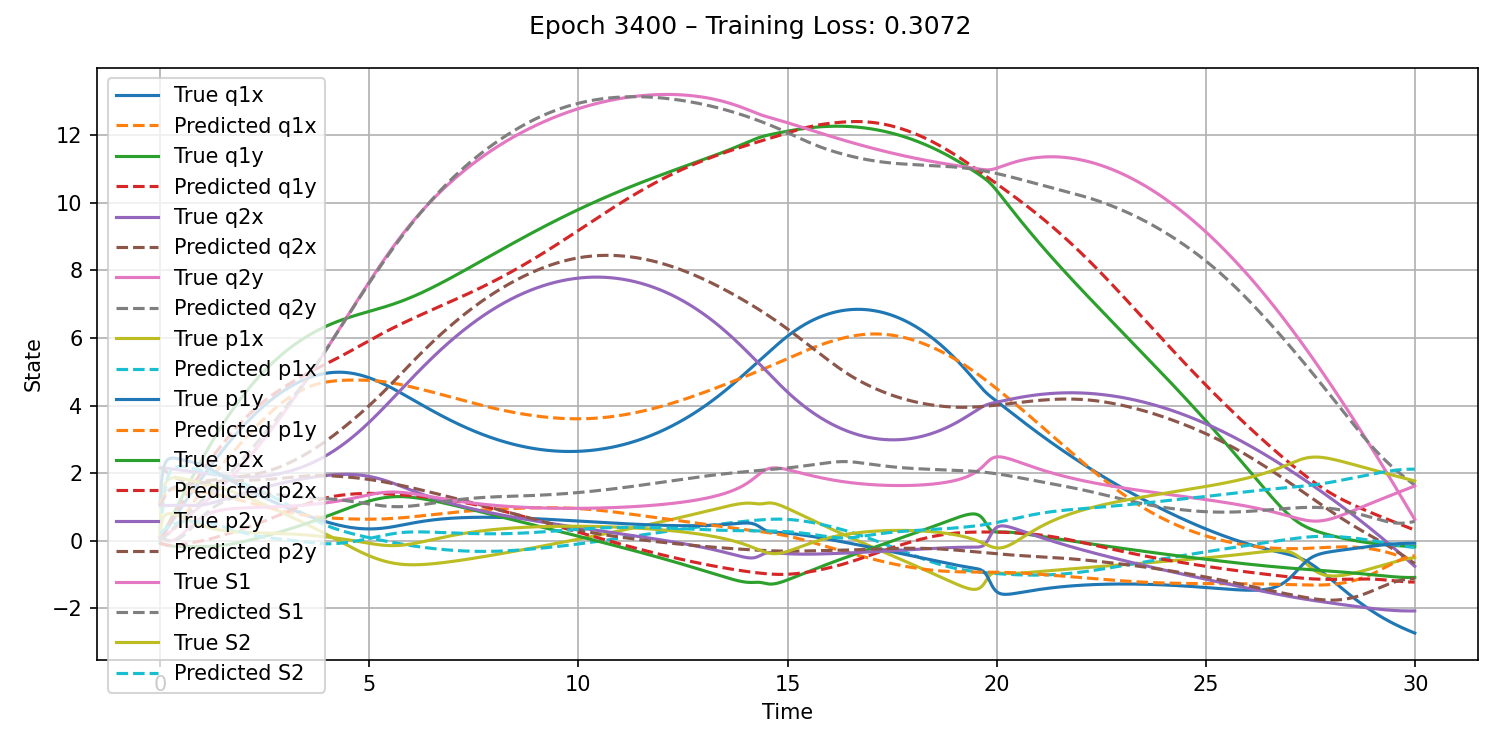 Epoch 3400 – Training Loss: 0.3072
True q1x
Predicted q1x
True q1y
Predicted q1y
True q2x
Predicted q2x
True q2y
Predicted q2y
True p1x
Predicted p1x
True p1y
Predicted p1y
True p2x
Predicted p2x
True p2y
Predicted p2y
True S1
Predicted S1
True S2
Predicted S2
State
12
10
8
6
4
2
0
−2
0 5 10 15 20 25 30
Time